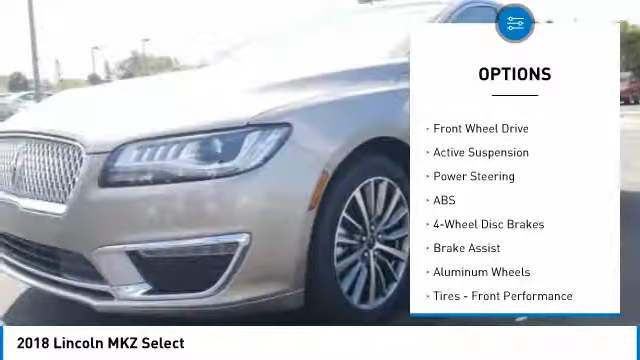 OPTIONS
Front Wheel Drive
Active Suspension
Power Steering
ABS
4-Wheel Disc Brakes
Brake Assist
Aluminum Wheels
Tires - Front Performance
2018 Lincoln MKZ Select